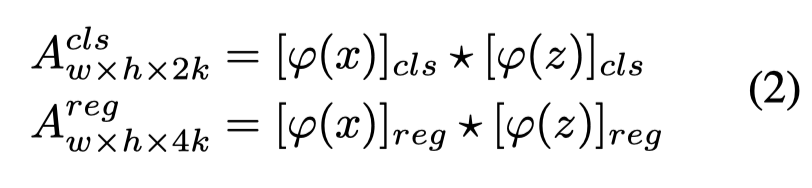 A^{cls}_{w×h×2k} = [φ(x)]_{cls} ⋆ [φ(z)]_{cls}
A^{reg}_{w×h×4k} = [φ(x)]_{reg} ⋆ [φ(z)]_{reg}
(2)